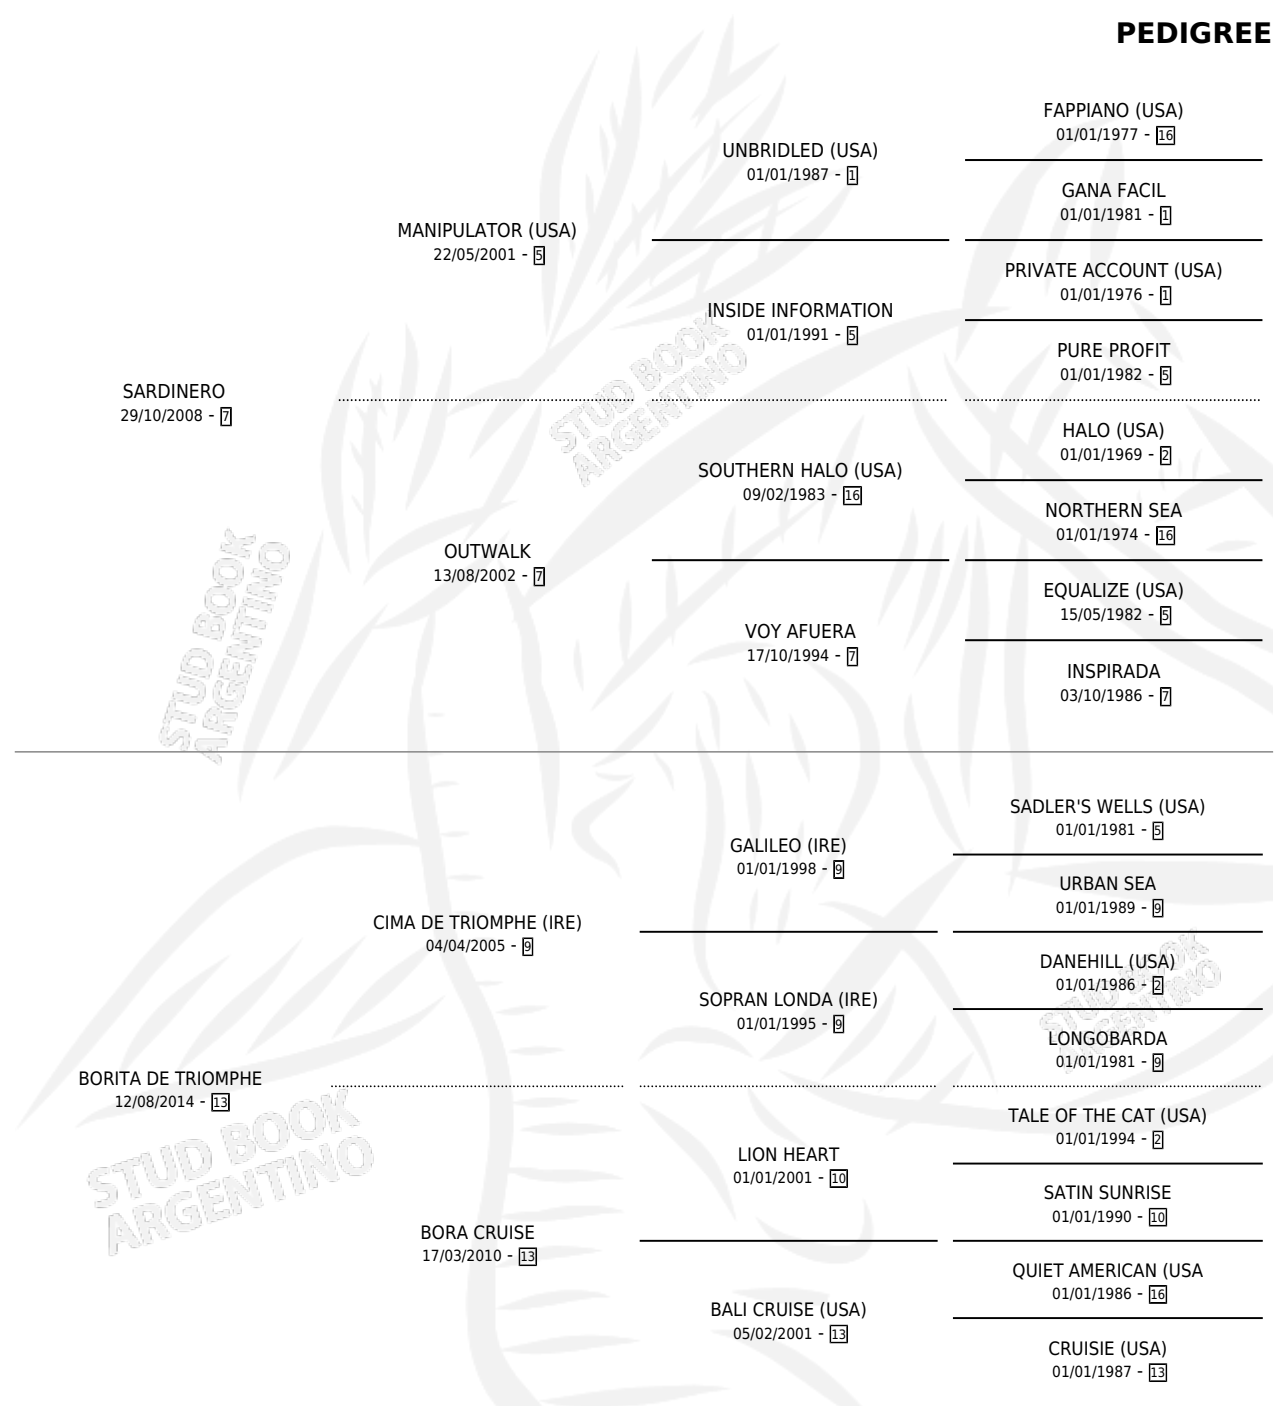 PEDIGREE
FAPPIANO (USA)
01/01/1977 - 16
UNBRIDLED (USA)
01/01/1987 - 1
GANA FACIL
01/01/1981 - 1
MANIPULATOR (USA)
22/05/2001 - 5
PRIVATE ACCOUNT (USA)
01/01/1976 - 1
INSIDE INFORMATION
01/01/1991 - 5
PURE PROFIT
01/01/1982 - 5
SARDINERO
29/10/2008 - 7
HALO (USA)
01/01/1969 - 2
SOUTHERN HALO (USA)
09/02/1983 - 16
NORTHERN SEA
01/01/1974 - 16
OUTWALK
13/08/2002 - 7
EQUALIZE (USA)
15/05/1982 - 5
VOY AFUERA
17/10/1994 - 7
INSPIRADA
03/10/1986 - 7
SADLER'S WELLS (USA)
01/01/1981 - 5
GALILEO (IRE)
01/01/1998 - 9
URBAN SEA
01/01/1989 - 9
CIMA DE TRIOMPHE (IRE)
04/04/2005 - 9
DANEHILL (USA)
01/01/1986 - 2
SOPRAN LONDA (IRE)
01/01/1995 - 9
LONGOBARDA
01/01/1981 - 9
BORITA DE TRIOMPHE
12/08/2014 - 13
TALE OF THE CAT (USA)
01/01/1994 - 2
LION HEART
01/01/2001 - 10
SATIN SUNRISE
01/01/1990 - 10
BORA CRUISE
17/03/2010 - 13
QUIET AMERICAN (USA
01/01/1986 - 16
BALI CRUISE (USA)
05/02/2001 - 13
CRUISIE (USA)
01/01/1987 - 13
STUD BOOK
ARGENTINO
STUD BOOK
ARGENTINO
STUD BOOK
ARGENTINO
STUD BOOK
ARGENTINO